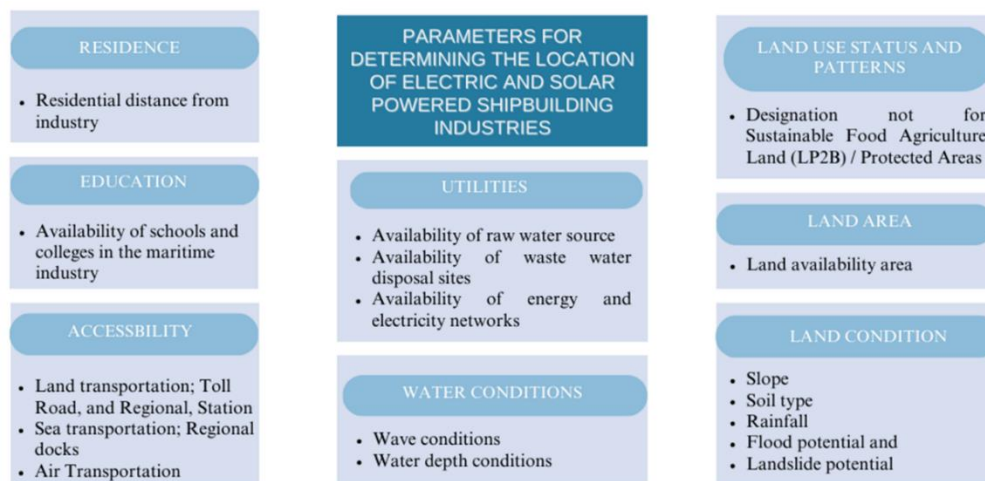 RESIDENCE
• Residential distance from
industry
EDUCATION
• Availability of schools and
colleges in the maritime
industry
ACCESSBILITY
• Land transportation; Toll
Road, and Regional, Station
• Sea transportation; Regional
docks
• Air Transportation
PARAMETERS FOR
DETERMINING THE LOCATION
OF ELECTRIC AND SOLAR
POWERED SHIPBUILDING
INDUSTRIES
UTILITIES
• Availability of raw water source
• Availability of waste water
disposal sites
• Availability of energy and
electricity networks
WATER CONDITIONS
• Wave conditions
• Water depth conditions
LAND USE STATUS AND
PATTERNS
• Designation not for
Sustainable Food Agriculture
Land (LP2B) / Protected Areas
LAND AREA
• Land availability area
LAND CONDITION
• Slope
• Soil type
• Rainfall
• Flood potential and
• Landslide potential